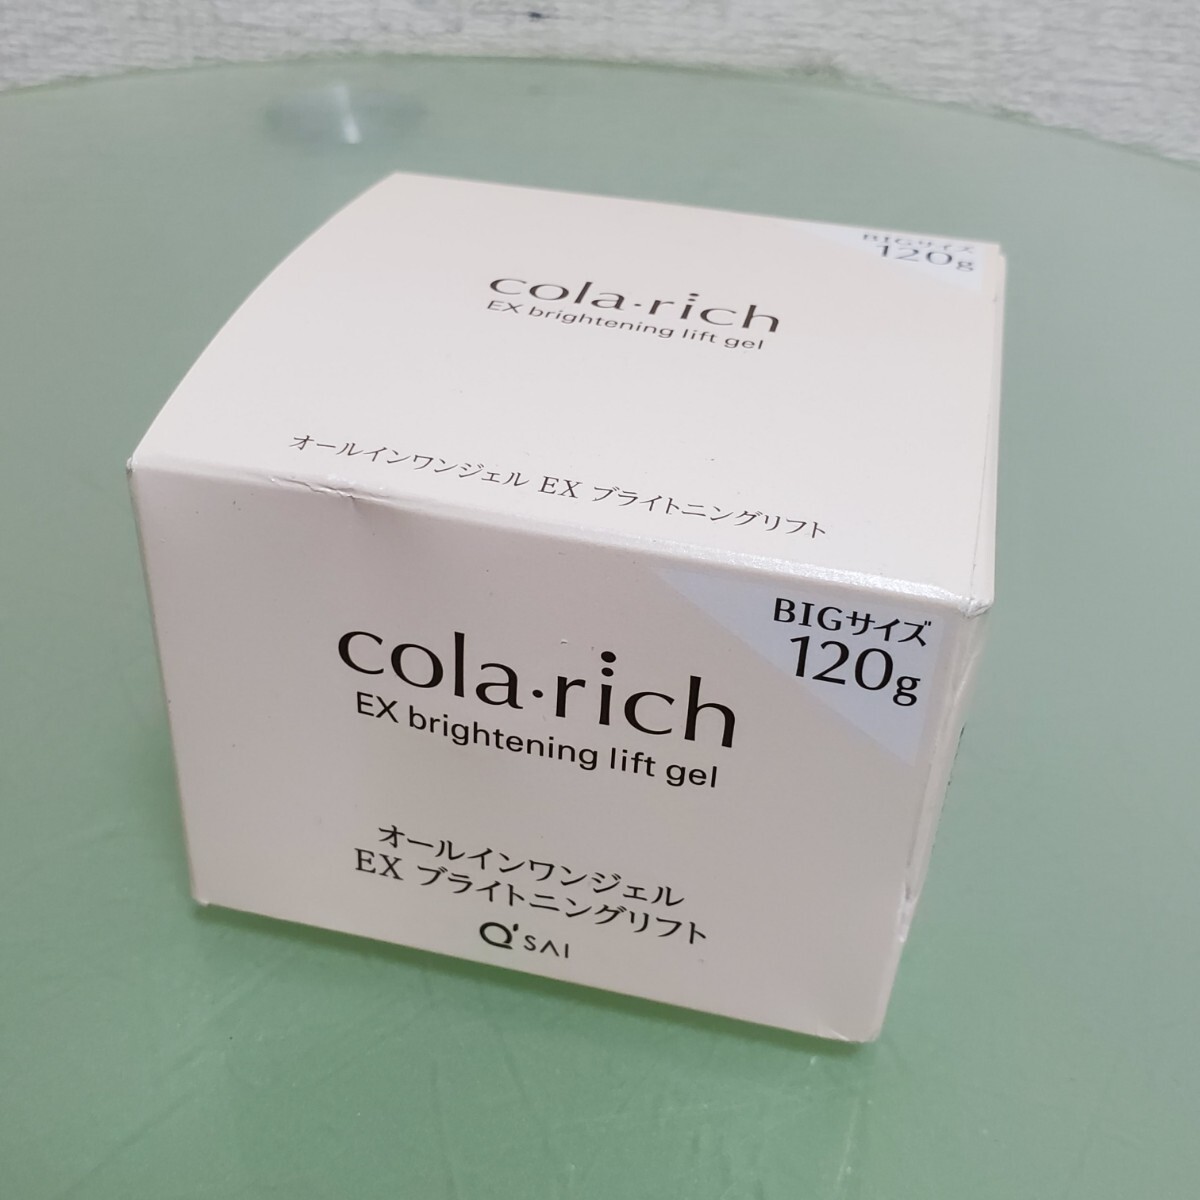 BIGサイズ
120g
cola·rich
EX brightening lift gel
オールインワンジェル EX ブライトニングリフト
BIGサイズ
120g
cola·rich
EX brightening lift gel
オールインワンジェル
EX ブライトニングリフト
Q'SAI